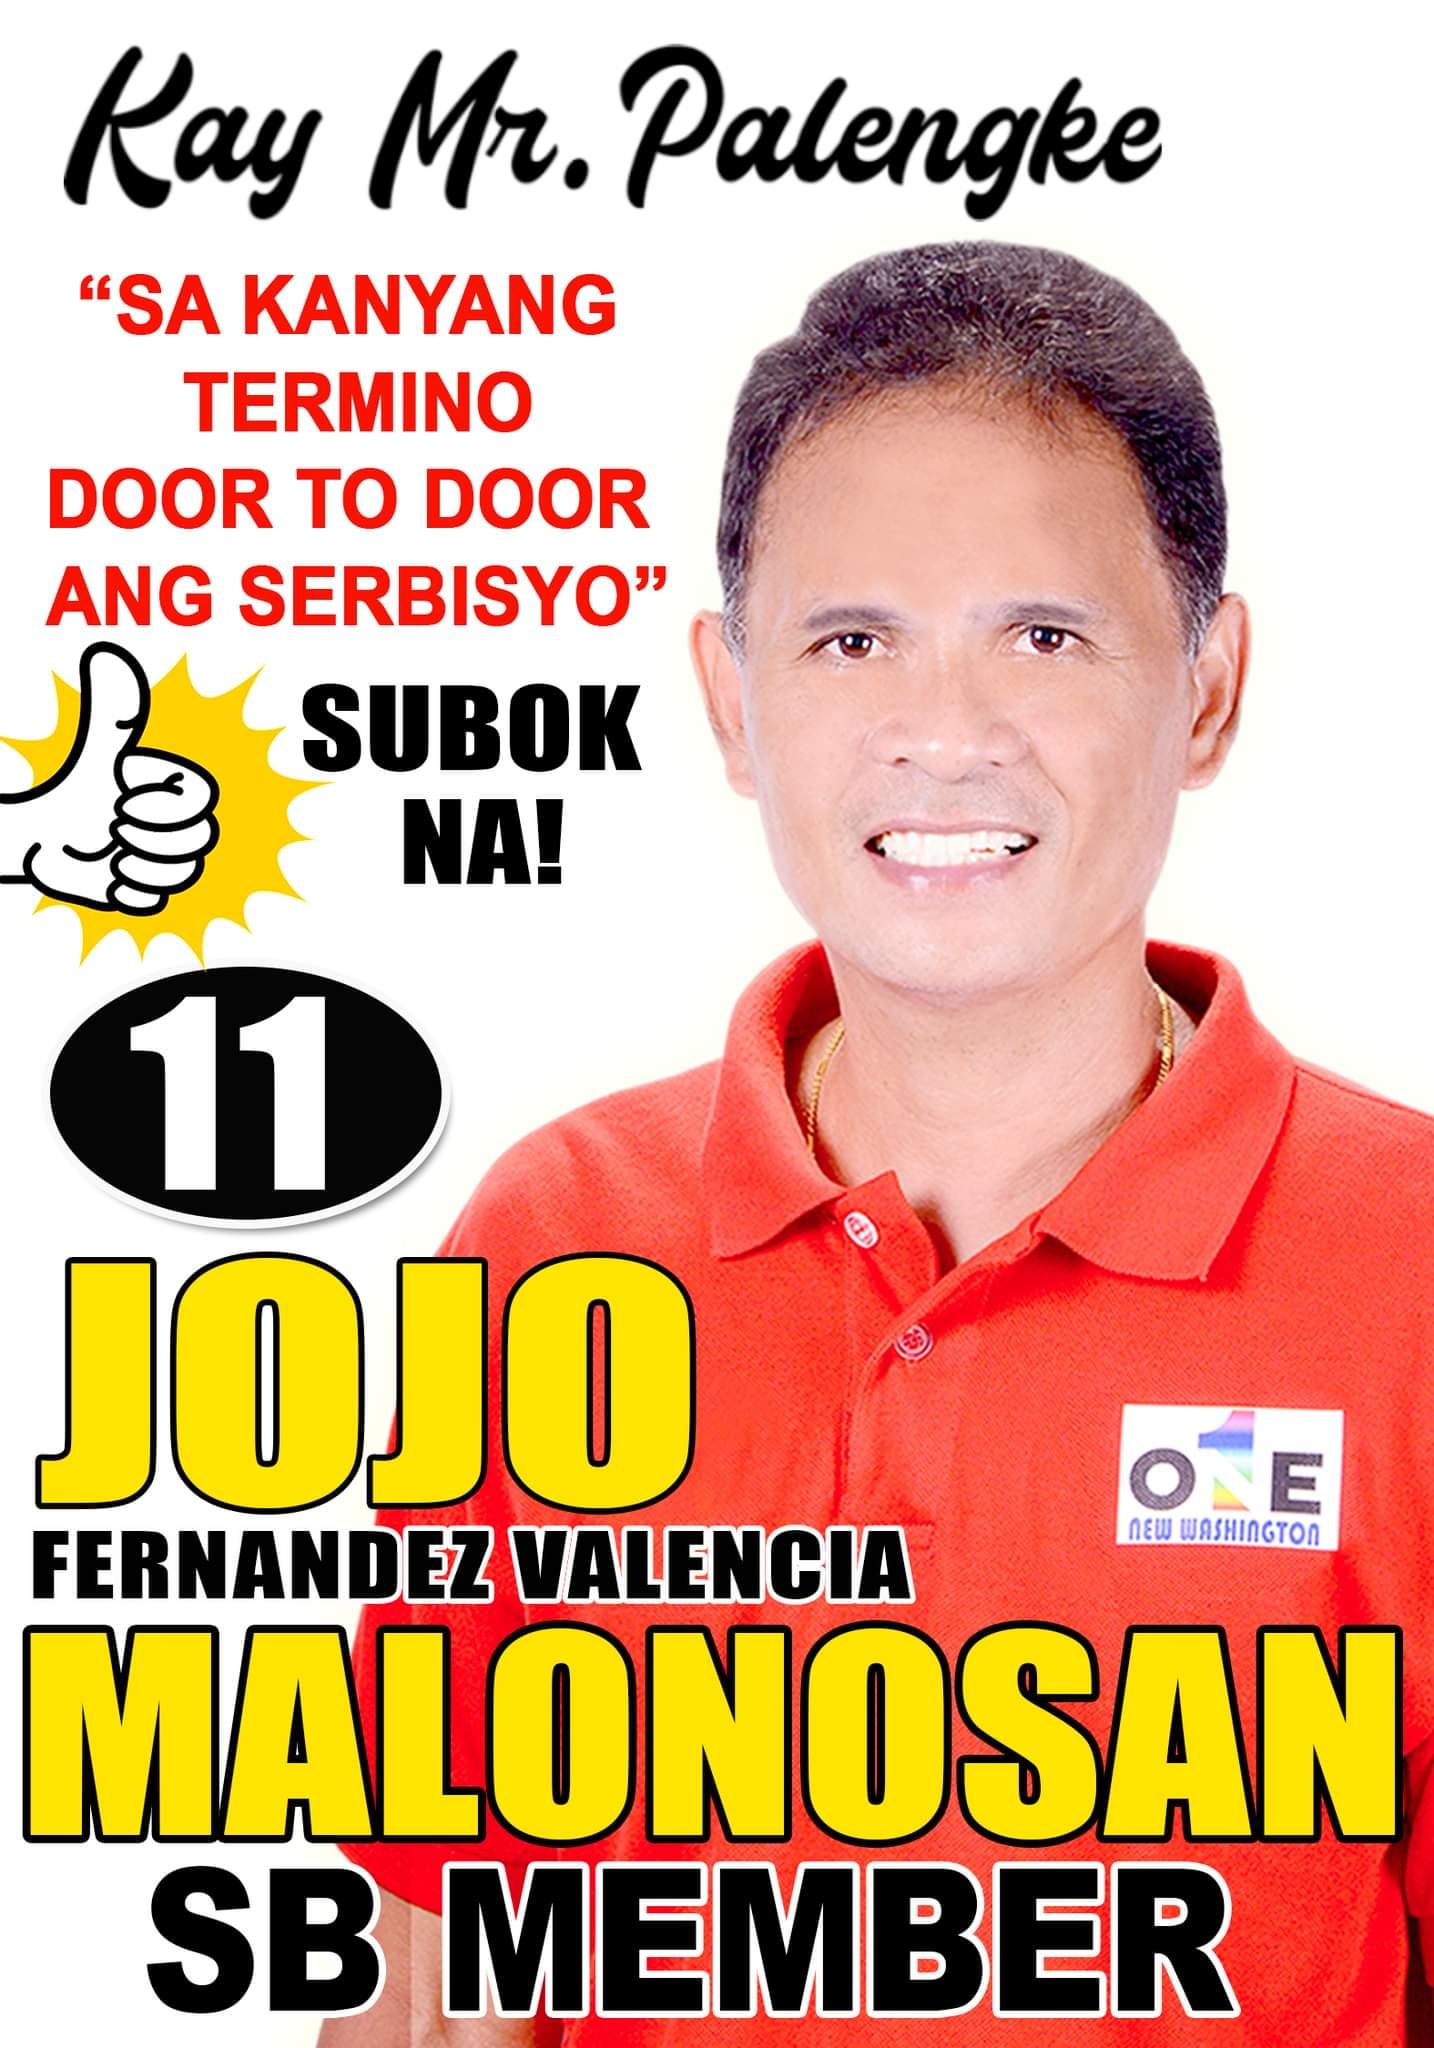 Kay Mr. Palengke
“SA KANYANG
TERMINO
DOOR TO DOOR
ANG SERBISYO”
SUBOK
NA!
11
JOJO
FERNANDEZ VALENCIA
MALONOSAN
SB MEMBER
ONE
NEW WASHINGTON